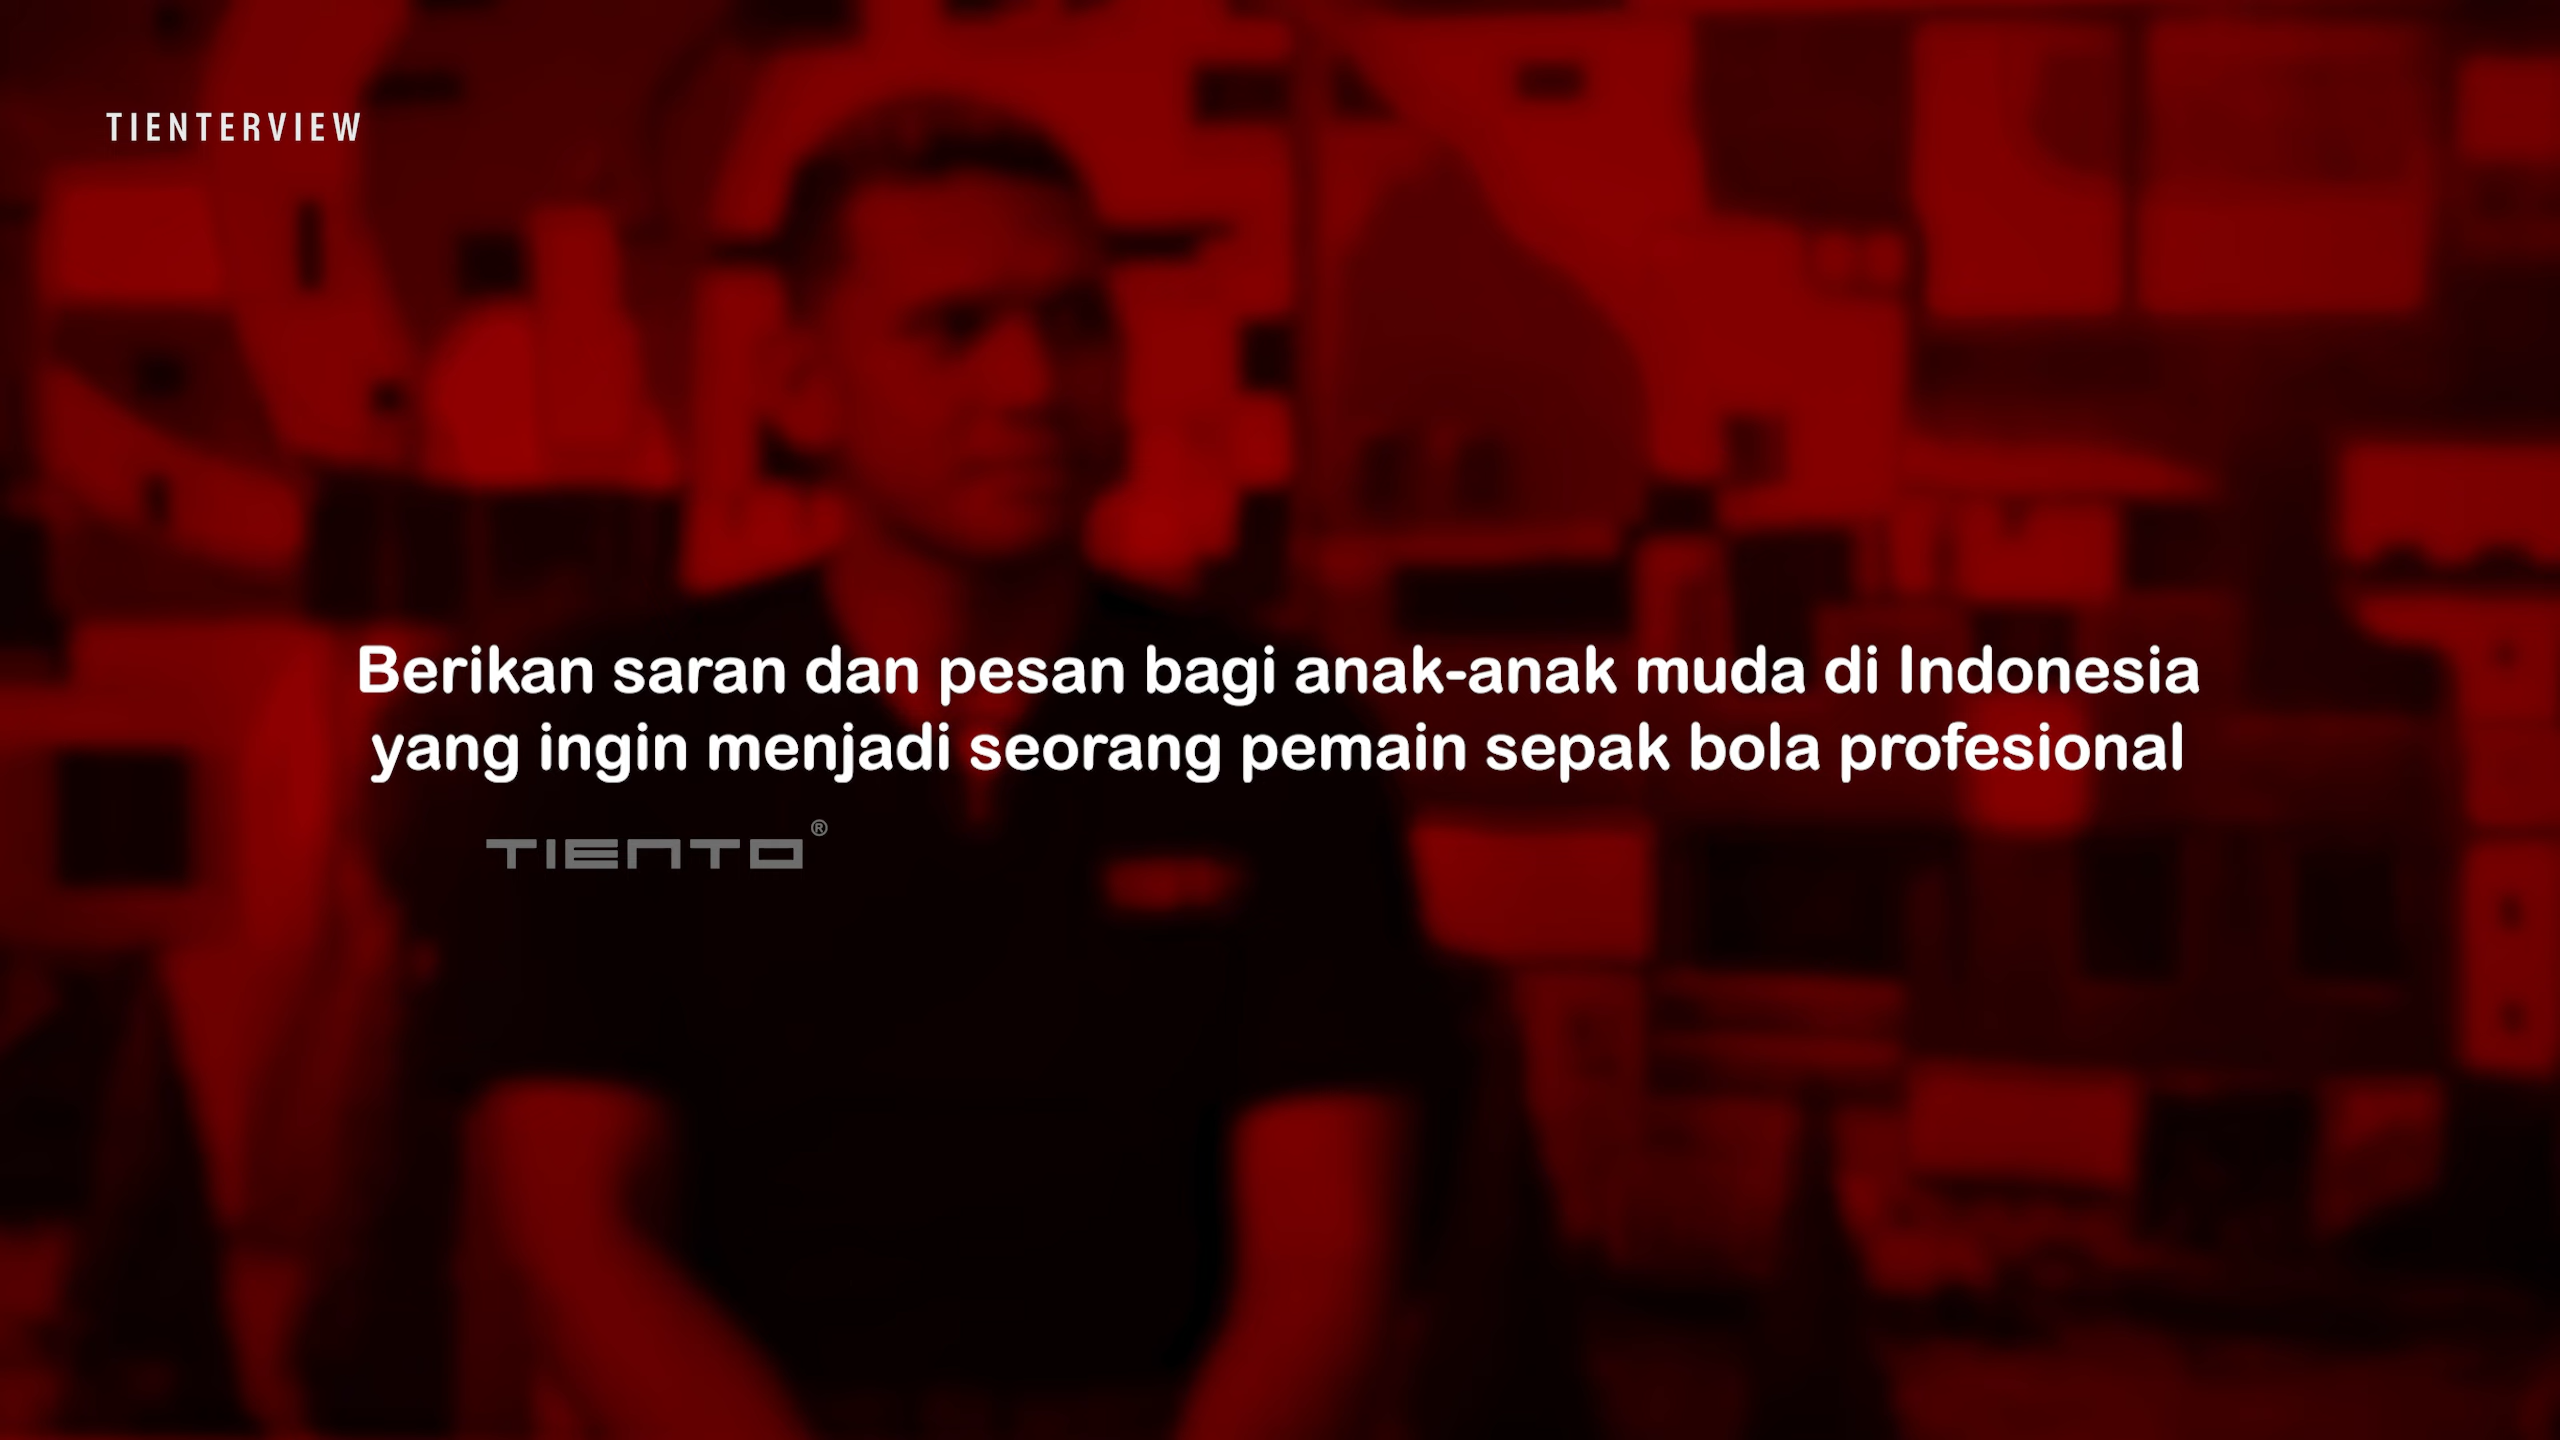 TIENTERVIEW
Berikan saran dan pesan bagi anak-anak muda di Indonesia
yang ingin menjadi seorang pemain sepak bola profesional
TIENTO®